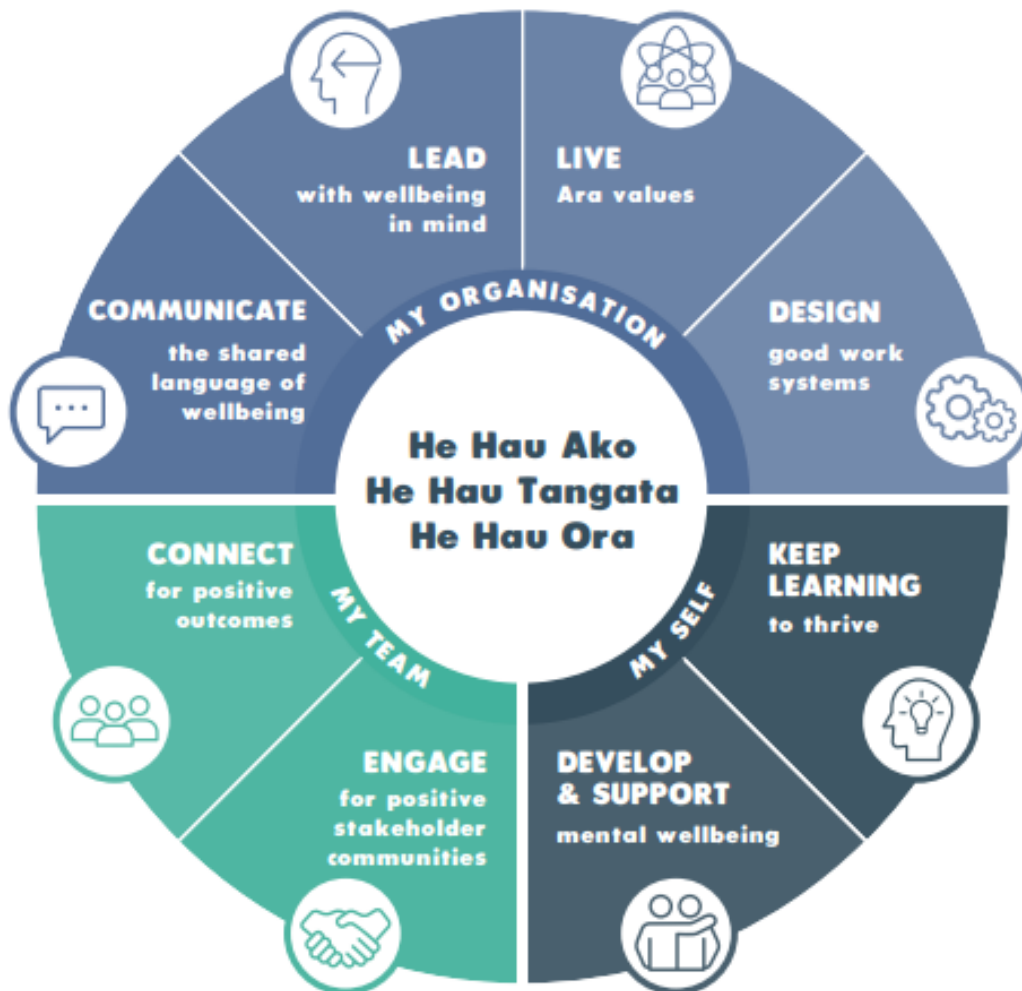 LEAD
with wellbeing
in mind
LIVE
Ara values
COMMUNICATE
the shared
language of
wellbeing
DESIGN
good work
systems
MY ORGANISATION
He Hau Ako
He Hau Tangata
He Hau Ora
CONNECT
for positive
outcomes
MY TEAM
MY SELF
KEEP
LEARNING
to thrive
ENGAGE
for positive
stakeholder
communities
DEVELOP
& SUPPORT
mental wellbeing